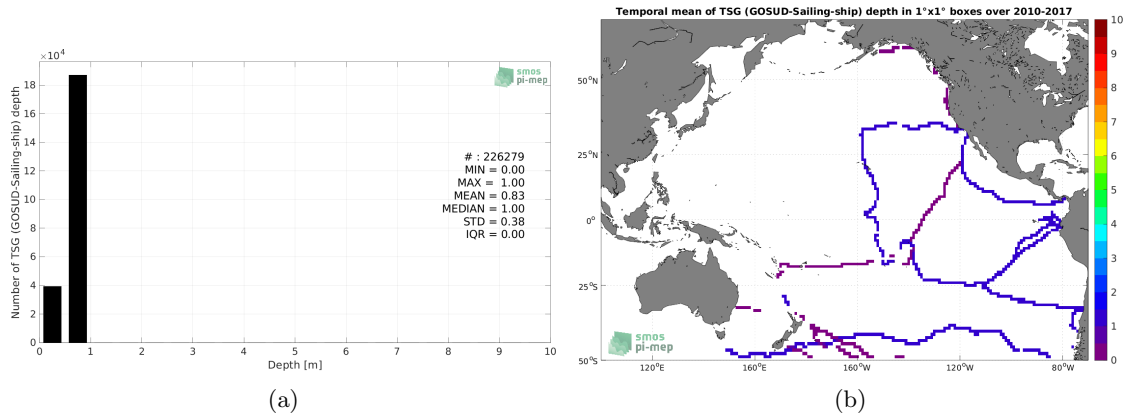 ×10⁴
18
16
14
12
10
8
6
4
2
0
Number of TSG (GOSUD-Sailing-ship) depth
smos
pi-mep
# : 226279
MIN = 0.00
MAX = 1.00
MEAN = 0.83
MEDIAN = 1.00
STD = 0.38
IQR = 0.00
0 1 2 3 4 5 6 7 8 9 10
Depth [m]
(a)
Temporal mean of TSG (GOSUD-Sailing-ship) depth in 1°x1° boxes over 2010-2017
50°N
25°N
0°
25°S
50°S
smos
pi-mep
120°E 160°E 160°W 120°W 80°W
10
9
8
7
6
5
4
3
2
1
0
(b)